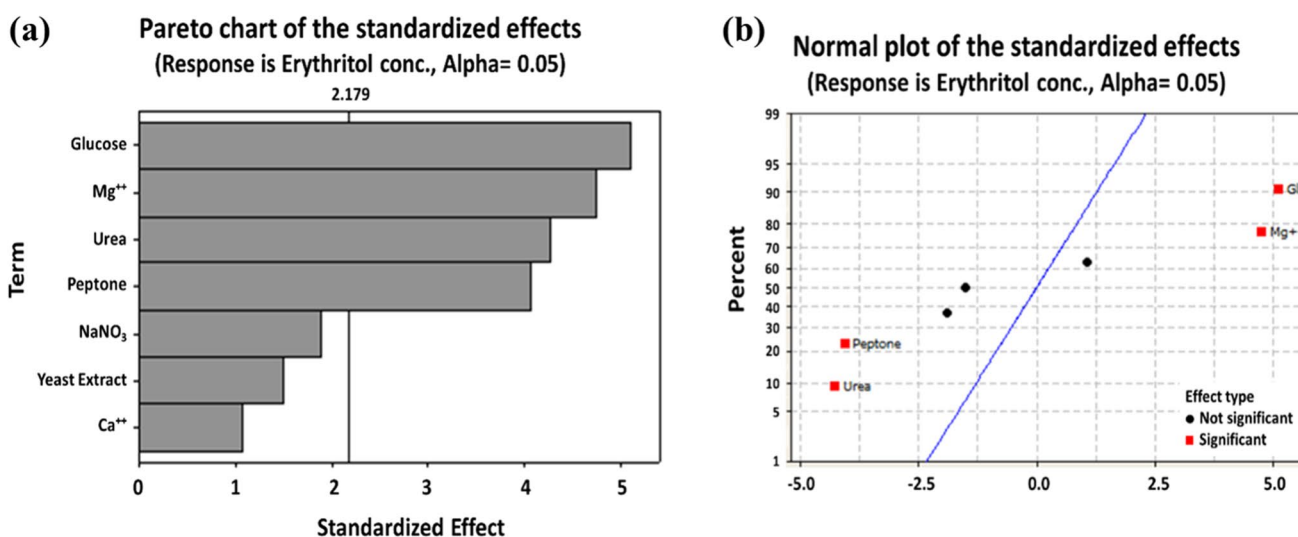 (a)
Pareto chart of the standardized effects
(Response is Erythritol conc., Alpha= 0.05)
2.179
Term
Glucose
Mg⁺⁺
Urea
Peptone
NaNO₃
Yeast Extract
Ca⁺⁺
0 1 2 3 4 5
Standardized Effect
(b)
Normal plot of the standardized effects
(Response is Erythritol conc., Alpha= 0.05)
Percent
99
95
90
80
70
60
50
40
30
20
10
5
1
Gl
Mg+
Peptone
Urea
Effect type
Not significant
Significant
-5.0 -2.5 0.0 2.5 5.0